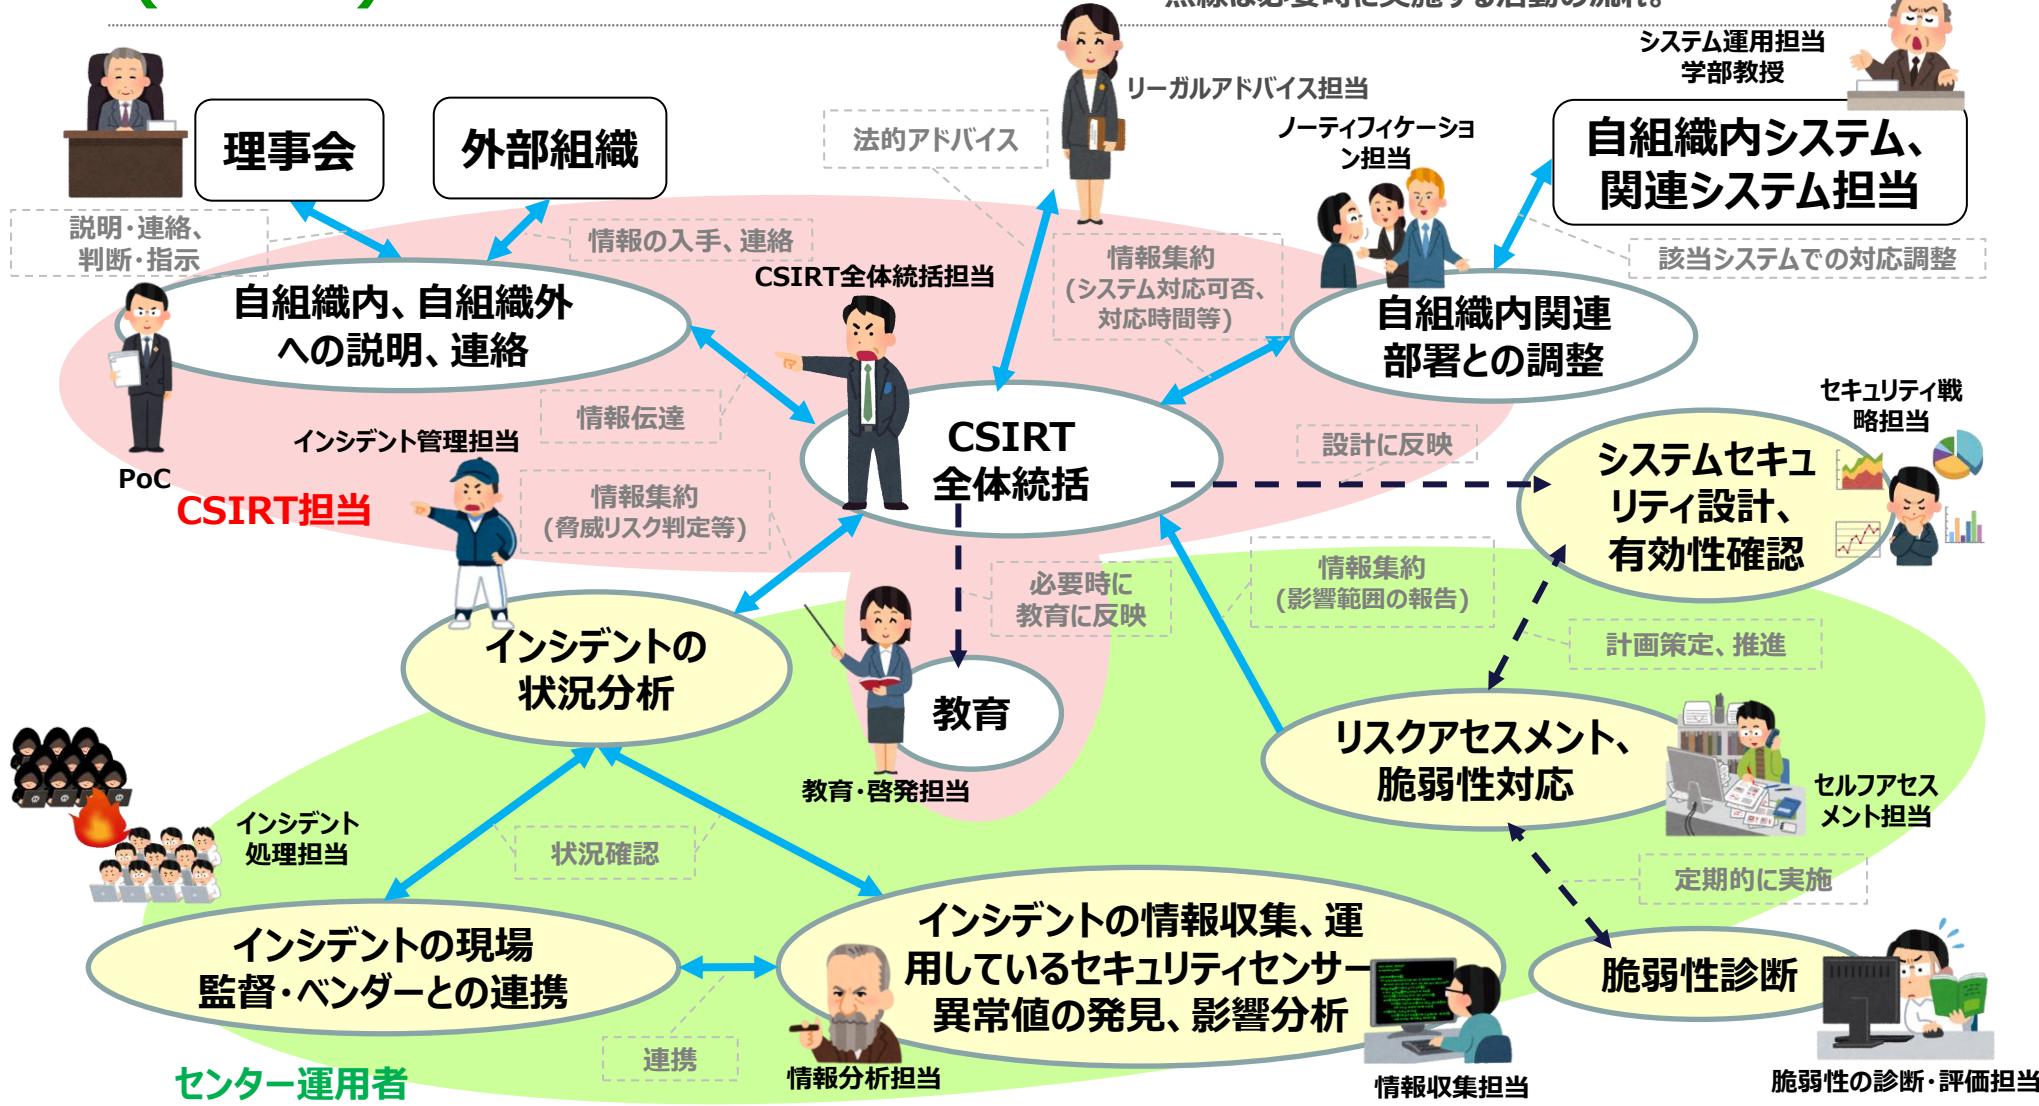 点線は必要時に実施する活動の流れ。
システム運用担当
学部教授
リーガルアドバイス担当
理事会
外部組織
法的アドバイス
ノーティフィケーショ
ン担当
自組織内システム、
関連システム担当
説明・連絡、
判断・指示
情報の入手、連絡
CSIRT全体統括担当
情報集約
(システム対応可否、
対応時間等)
該当システムでの対応調整
自組織内、自組織外
への説明、連絡
自組織内関連
部署との調整
PoC
CSIRT担当
インシデント管理担当
情報伝達
CSIRT
全体統括
設計に反映
セキュリティ戦
略担当
システムセキュ
リティ設計、
有効性確認
情報集約
(脅威リスク判定等)
必要時に
教育に反映
情報集約
(影響範囲の報告)
計画策定、推進
インシデントの
状況分析
教育
教育・啓発担当
リスクアセスメント、
脆弱性対応
セルフアセス
メント担当
インシデント
処理担当
状況確認
定期的に実施
インシデントの現場
監督・ベンダーとの連携
インシデントの情報収集、運
用しているセキュリティセンサー
異常値の発見、影響分析
脆弱性診断
連携
センター運用者
情報分析担当
情報収集担当
脆弱性の診断・評価担当